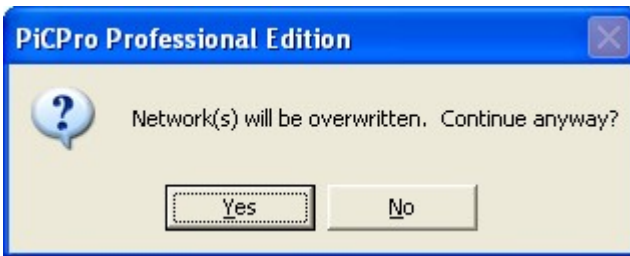 PiCPro Professional Edition
Network(s) will be overwritten.  Continue anyway?
Yes
No